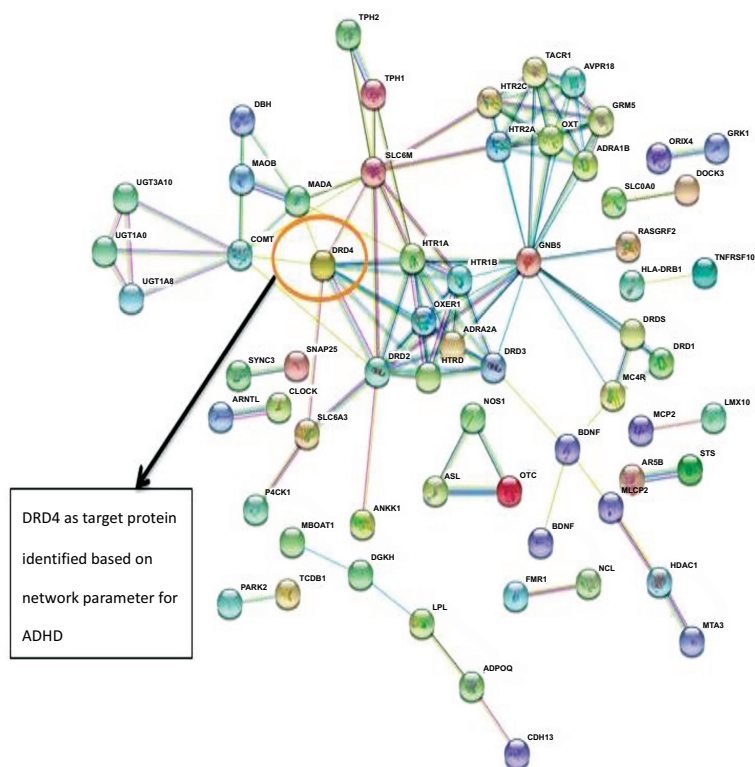 TPH2
TACR1
AVPR18
TPH1
HTR2C
GRM5
DBH
HTR2A
OXT
ADRA1B
ORIX4
GRK1
MAOB
SLC6M
DOCK3
UGT3A10
MADA
SLC0A0
DRD4
HTR1A
GNB5
RASGRF2
UGT1A0
COMT
HTR1B
TNFRSF10
HLA-DRB1
UGT1A8
OXER1
ADRA2A
DRDS
DRD1
SNAP25
DRD2
HTRD
DRD3
SYNC3
MC4R
CLOCK
ARNTL
SLC6A3
NOS1
BDNF
MCP2
LMX10
ASL
OTC
AR5B
STS
P4CK1
ANKK1
MLCP2
MBOAT1
BDNF
DGKH
FMR1
NCL
HDAC1
PARK2
TCDB1
LPL
MTA3
ADPOQ
CDH13
DRD4 as target protein
identified based on
network parameter for
ADHD